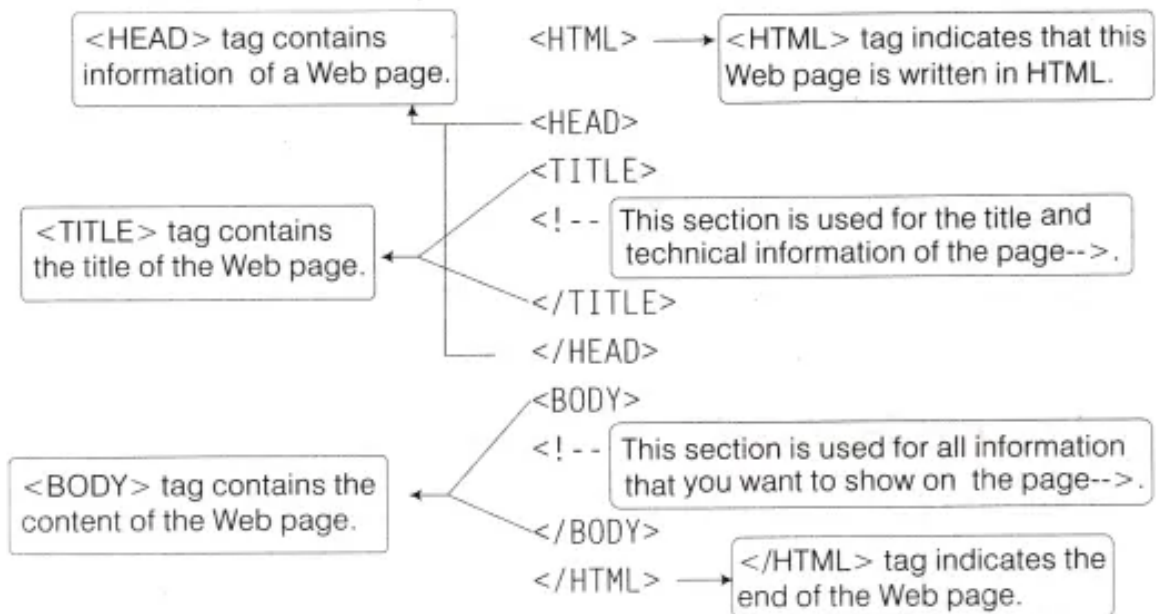 <HEAD> tag contains
information of a Web page.
<HTML>
<HTML> tag indicates that this
Web page is written in HTML.
<HEAD>
<TITLE>
<TITLE> tag contains
the title of the Web page.
<!-- This section is used for the title and
technical information of the page-->.
</TITLE>
</HEAD>
<BODY>
<!-- This section is used for all information
that you want to show on the page-->.
<BODY> tag contains the
content of the Web page.
</BODY>
</HTML>
</HTML> tag indicates the
end of the Web page.